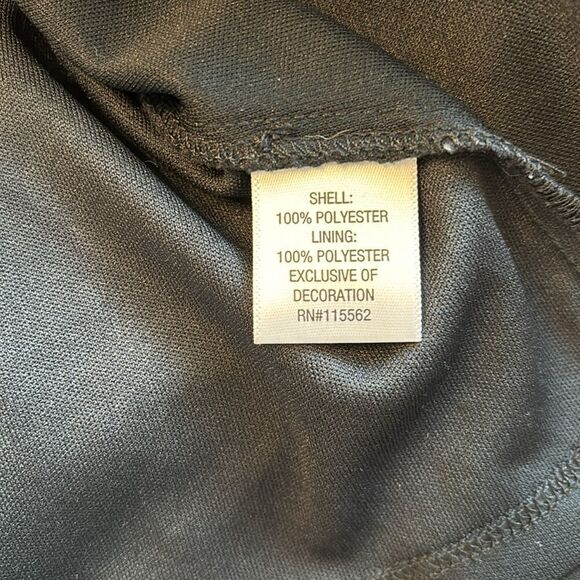 SHELL:
100% POLYESTER
LINING:
100% POLYESTER
EXCLUSIVE OF
DECORATION
RN#115562